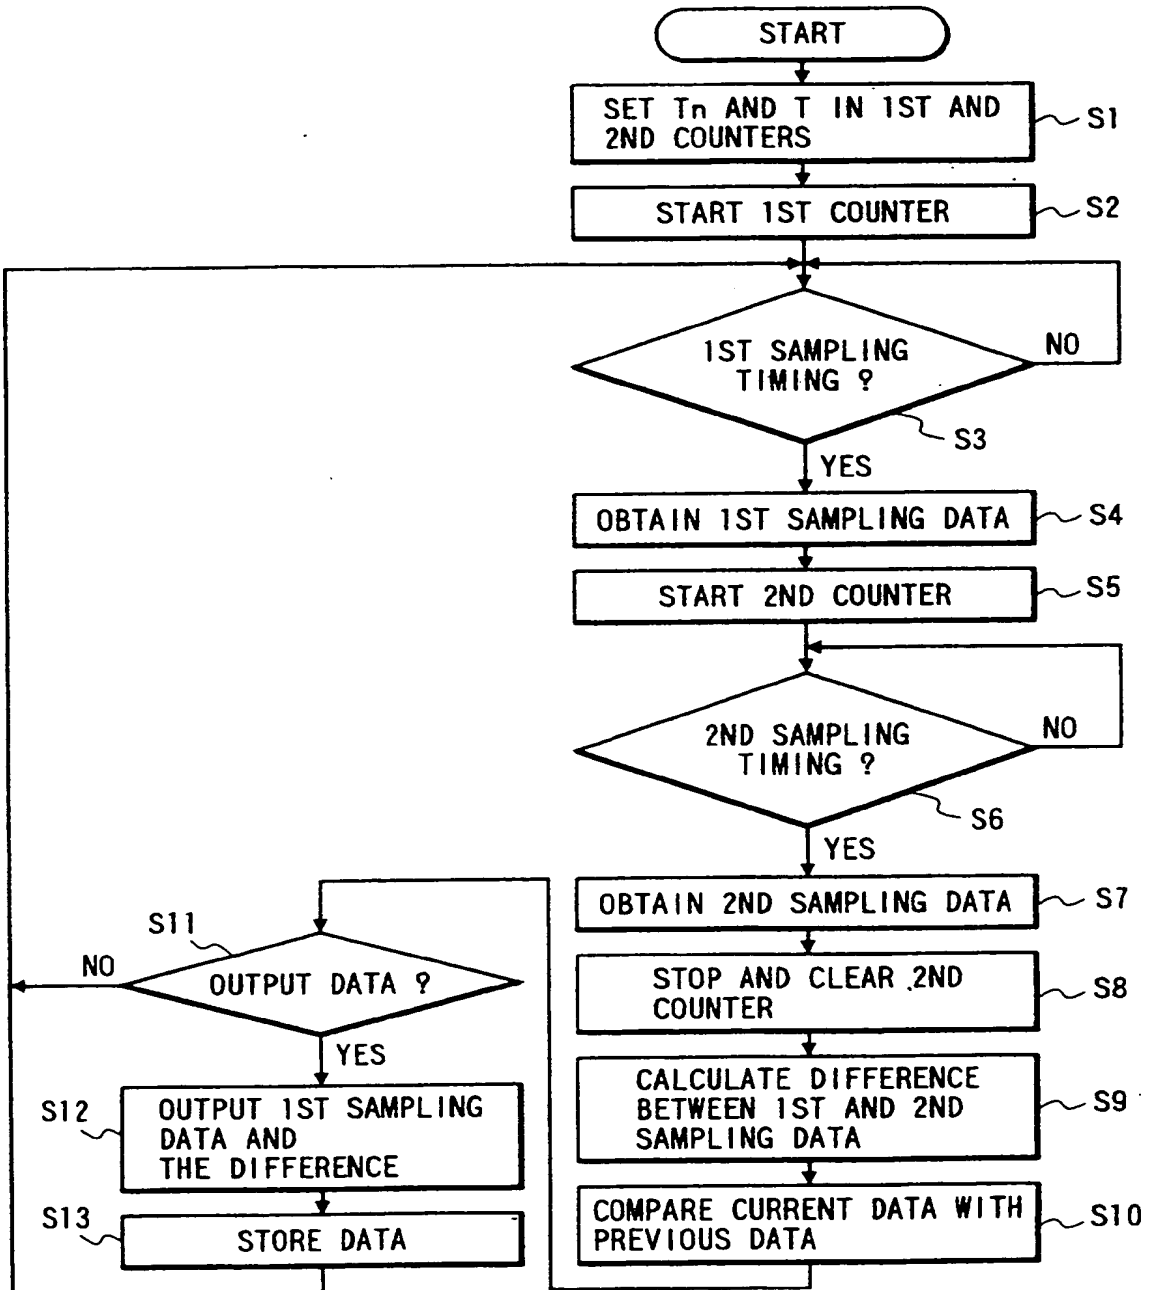 START
SET Tn AND T IN 1ST AND
2ND COUNTERS
S1
START 1ST COUNTER
S2
1ST SAMPLING
TIMING ?
NO
S3
YES
OBTAIN 1ST SAMPLING DATA
S4
START 2ND COUNTER
S5
2ND SAMPLING
TIMING ?
NO
S6
YES
OBTAIN 2ND SAMPLING DATA
S7
STOP AND CLEAR 2ND
COUNTER
S8
CALCULATE DIFFERENCE
BETWEEN 1ST AND 2ND
SAMPLING DATA
S9
COMPARE CURRENT DATA WITH
PREVIOUS DATA
S10
S11
OUTPUT DATA ?
NO
YES
S12
OUTPUT 1ST SAMPLING
DATA AND
THE DIFFERENCE
S13
STORE DATA